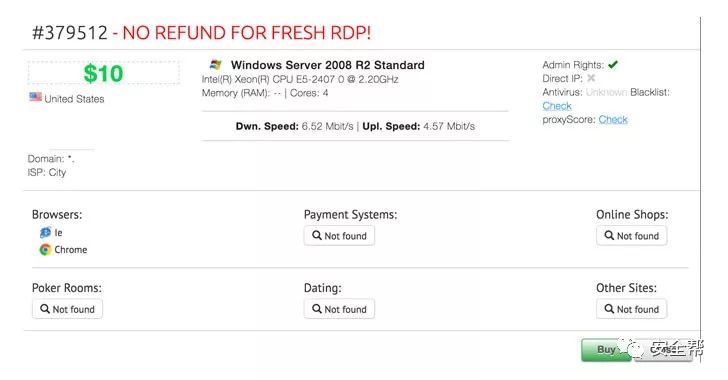 #379512 - NO REFUND FOR FRESH RDP!
$10
United States
Domain: *.
ISP: City
Windows Server 2008 R2 Standard
Intel(R) Xeon(R) CPU E5-2407 0 @ 2.20GHz
Memory (RAM): -- | Cores: 4
Dwn. Speed: 6.52 Mbit/s | Upl. Speed: 4.57 Mbit/s
Admin Rights: ✔
Direct IP: ✖
Antivirus: Unknown Blacklist:
Check
proxyScore: Check
Browsers:
Ie
Chrome
Payment Systems:
Not found
Online Shops:
Not found
Poker Rooms:
Not found
Dating:
Not found
Other Sites:
Not found
Buy
安全帮